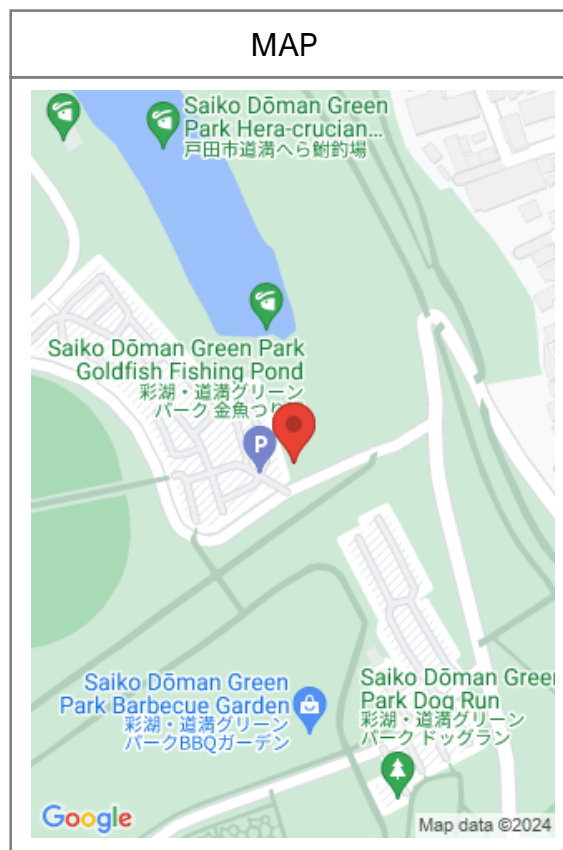 MAP
Saiko Dōman Green
Park Hera-crucian...
戸田市道満へら鮒釣場
Saiko Dōman Green Park
Goldfish Fishing Pond
彩湖・道満グリーン
パーク 金魚つり
P
Saiko Dōman Green
Park Barbecue Garden
彩湖・道満グリーン
パークBBQガーデン
Saiko Dōman Green
Park Dog Run
彩湖・道満グリーン
パーク ドッグラン
Google
Map data ©2024